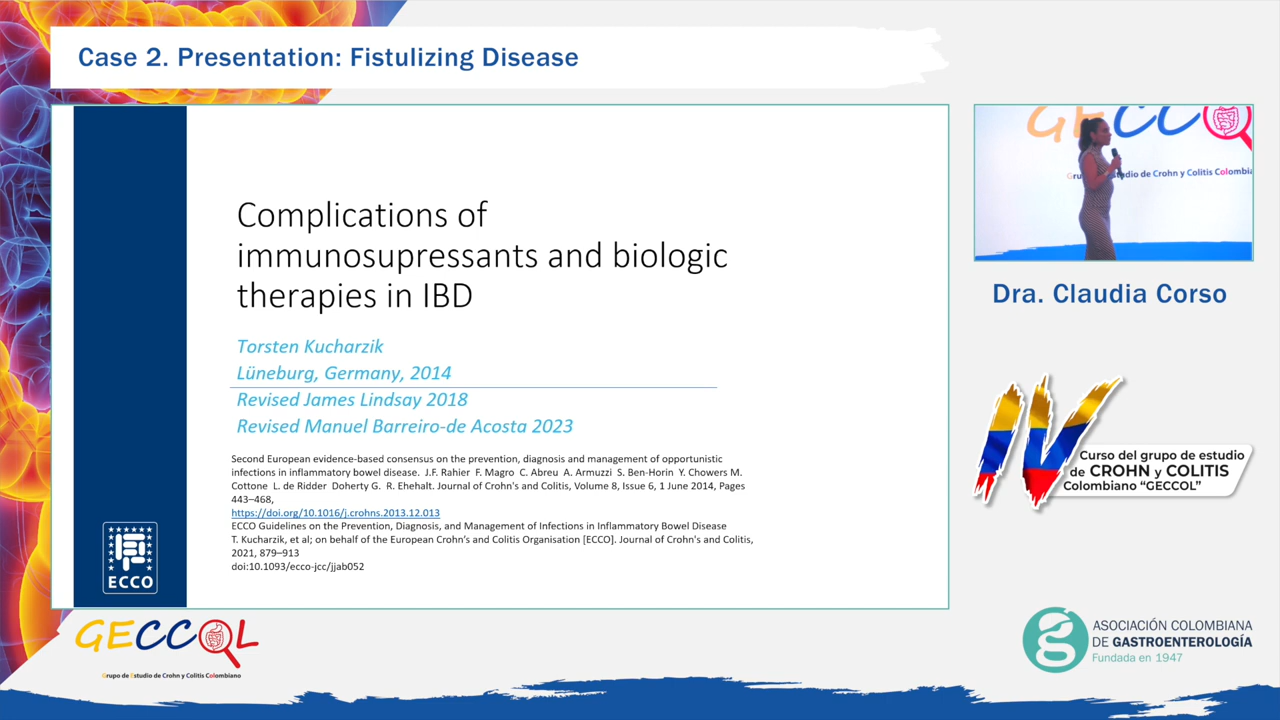 Case 2. Presentation: Fistulizing Disease
Complications of
immunosupressants and biologic
therapies in IBD
Torsten Kucharzik
Lüneburg, Germany, 2014
Revised James Lindsay 2018
Revised Manuel Barreiro-de Acosta 2023
Second European evidence-based consensus on the prevention, diagnosis and management of opportunistic
infections in inflammatory bowel disease. J.F. Rahier F. Magro C. Abreu A. Armuzzi S. Ben-Horin Y. Chowers M.
Cottone L. de Ridder Doherty G. R. Ehehalt. Journal of Crohn's and Colitis, Volume 8, Issue 6, 1 June 2014, Pages
443–468,
https://doi.org/10.1016/j.crohns.2013.12.013
ECCO Guidelines on the Prevention, Diagnosis, and Management of Infections in Inflammatory Bowel Disease
T. Kucharzik, et al; on behalf of the European Crohn's and Colitis Organisation [ECCO]. Journal of Crohn's and Colitis,
2021, 879–913
doi:10.1093/ecco-jcc/jjab052
ECCO
GECCOL
Grupo de Estudio de Crohn y Colitis Colombiano
GECCO
Gru tudio de Crohn y Colitis Colombia
Dra. Claudia Corso
IV
Curso del grupo de estudio
de CROHN y COLITIS
Colombiano “GECCOL”
ASOCIACIÓN COLOMBIANA
DE GASTROENTEROLOGÍA
Fundada en 1947